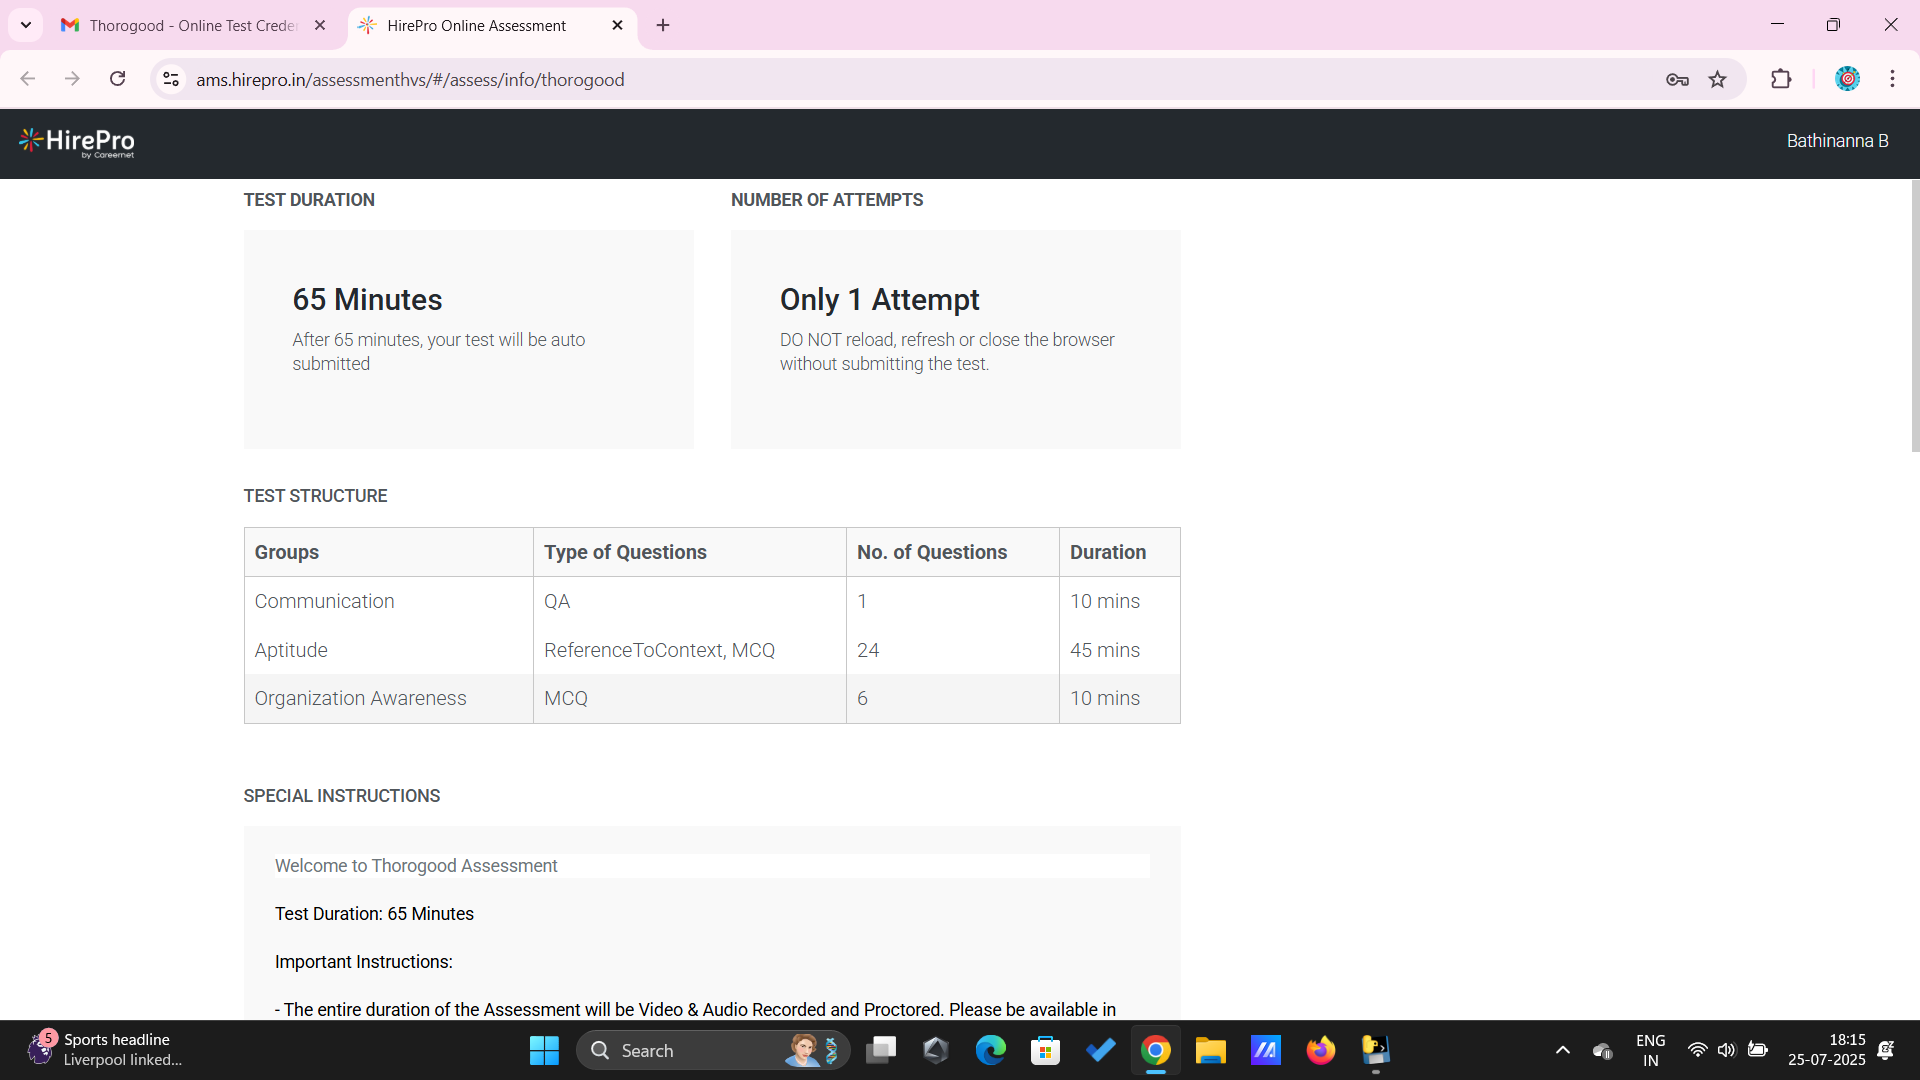 Thorogood - Online Test Creder
HirePro Online Assessment
ams.hirepro.in/assessmenthvs/#/assess/info/thorogood
HirePro
by Careernet
Bathinanna B
TEST DURATION
NUMBER OF ATTEMPTS
65 Minutes
After 65 minutes, your test will be auto
submitted
Only 1 Attempt
DO NOT reload, refresh or close the browser
without submitting the test.
TEST STRUCTURE
Groups Type of Questions No. of Questions Duration
Communication QA 1 10 mins
Aptitude ReferenceToContext, MCQ 24 45 mins
Organization Awareness MCQ 6 10 mins
SPECIAL INSTRUCTIONS
Welcome to Thorogood Assessment
Test Duration: 65 Minutes
Important Instructions:
- The entire duration of the Assessment will be Video & Audio Recorded and Proctored. Please be available in
5
Sports headline
Liverpool linked...
Search
ENG
IN
18:15
25-07-2025